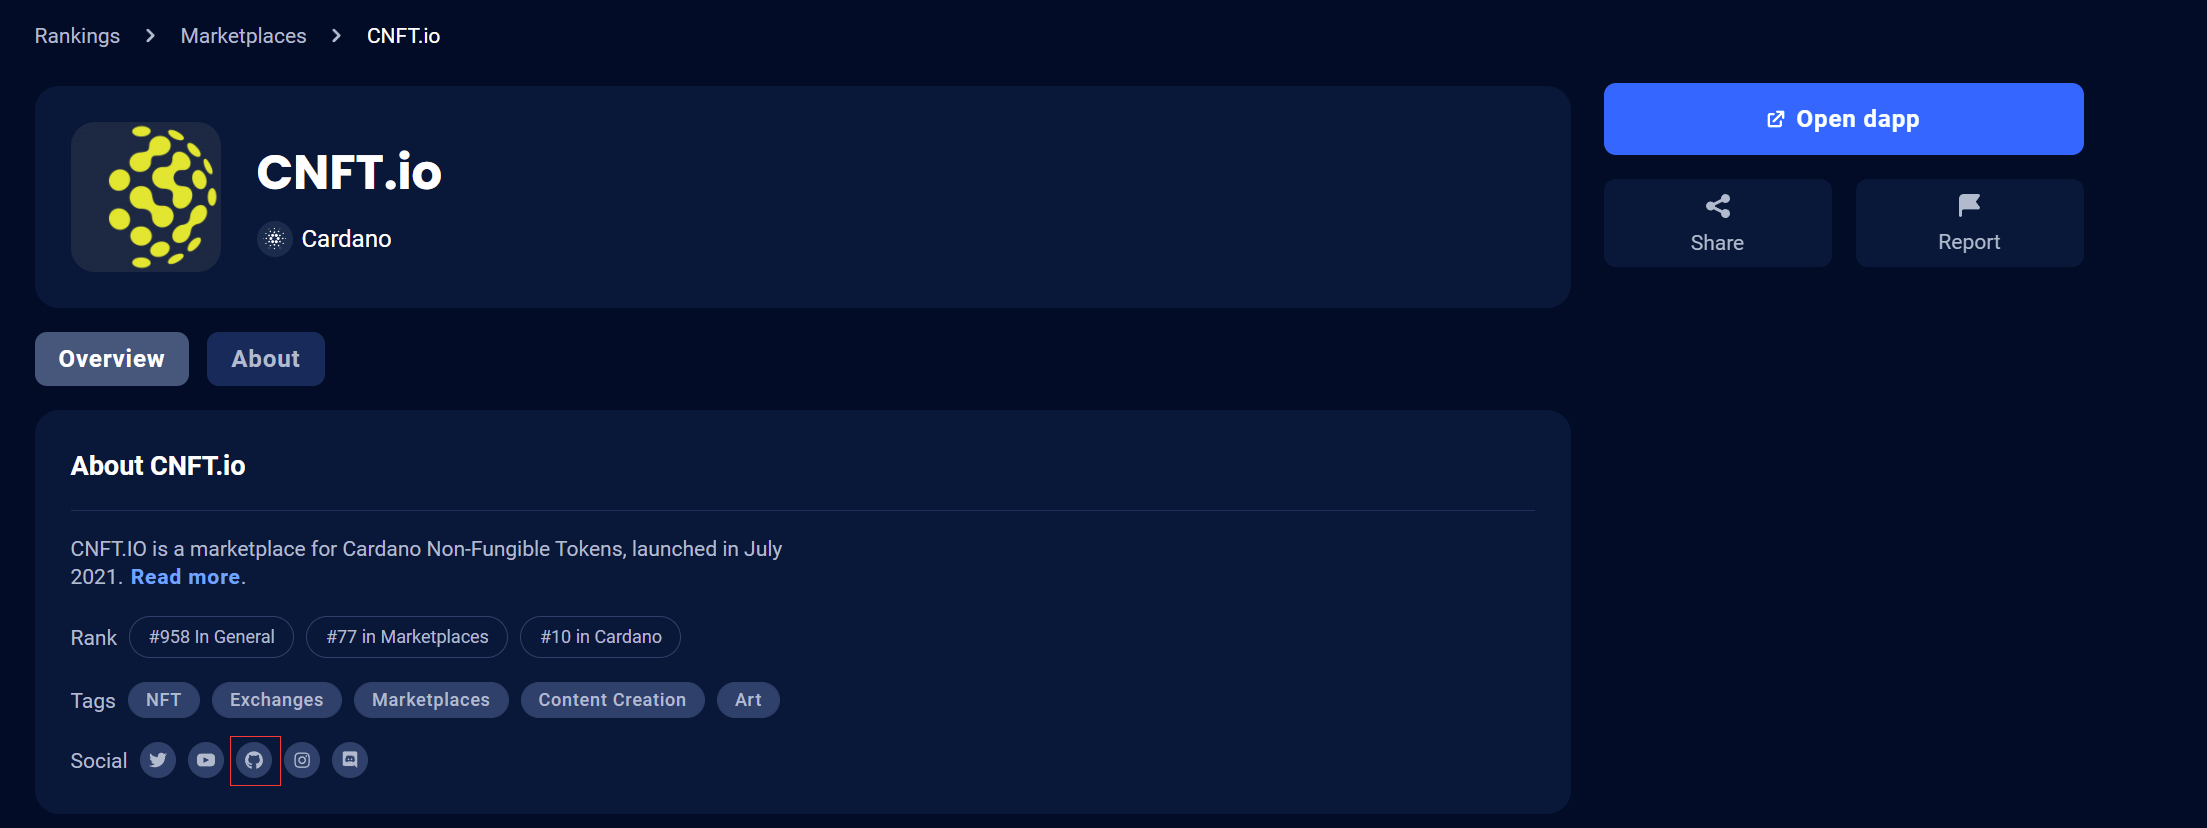 Rankings > Marketplaces > CNFT.io
Open dapp
CNFT.io
Cardano
Share
Report
Overview
About
About CNFT.io
CNFT.IO is a marketplace for Cardano Non-Fungible Tokens, launched in July
2021. Read more.
Rank #958 In General #77 in Marketplaces #10 in Cardano
Tags NFT Exchanges Marketplaces Content Creation Art
Social